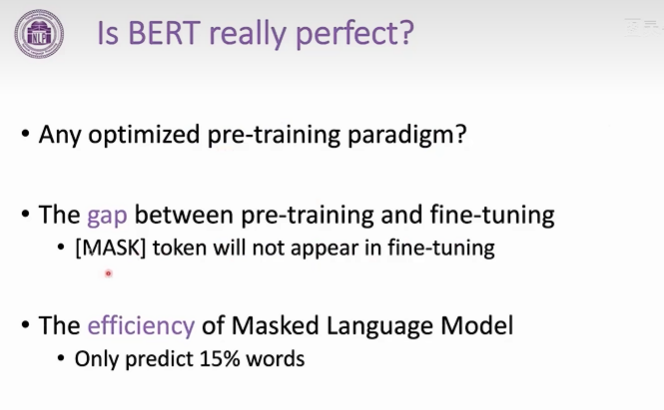 NLP
Is BERT really perfect?
• Any optimized pre-training paradigm?
• The gap between pre-training and fine-tuning
• [MASK] token will not appear in fine-tuning
• The efficiency of Masked Language Model
• Only predict 15% words